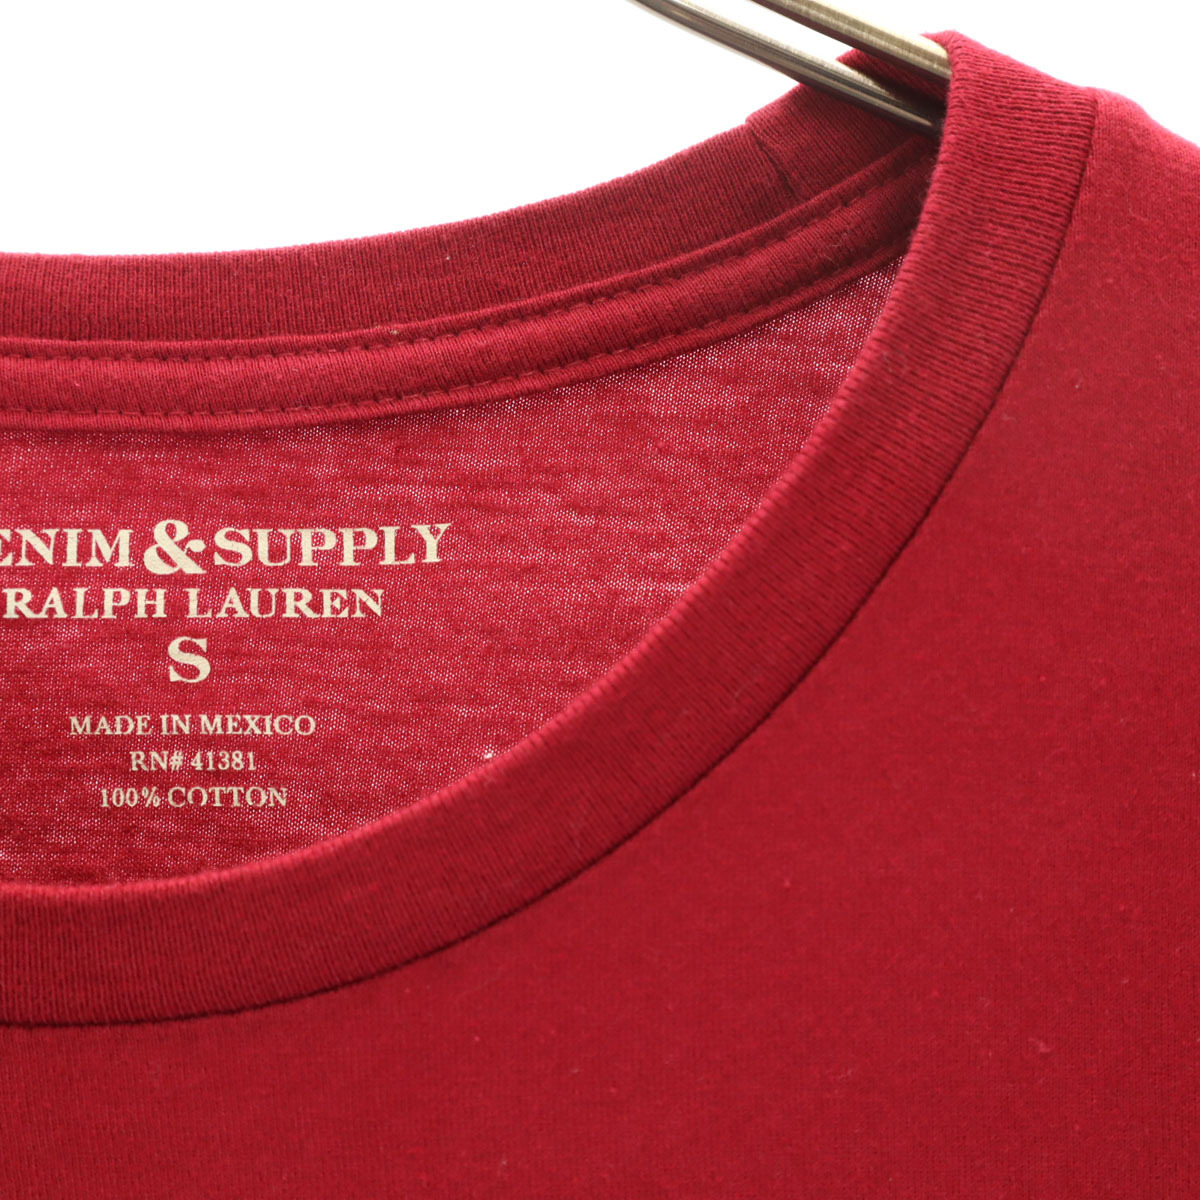 ENIM & SUPPLY
RALPH LAUREN
S
MADE IN MEXICO
RN# 41381
100% COTTON